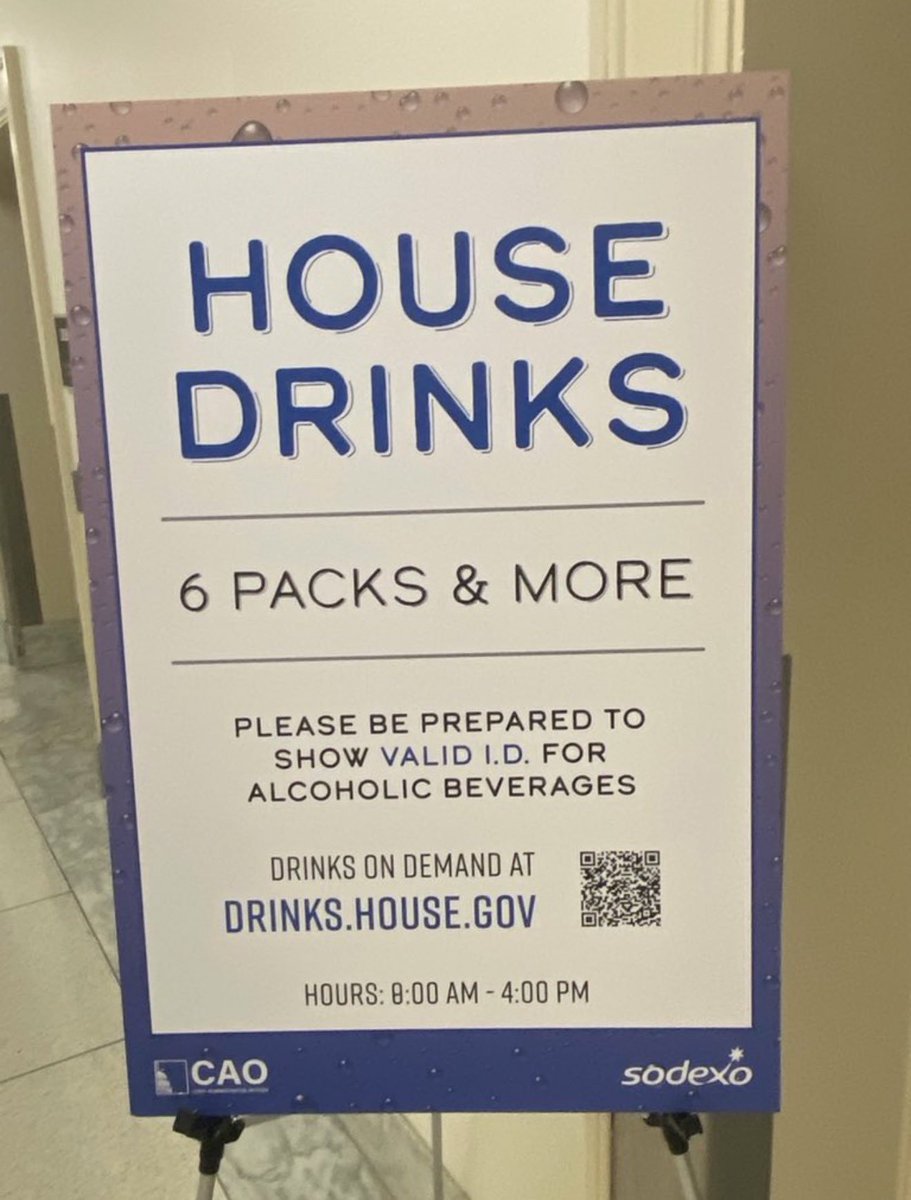 HOUSE
DRINKS
6 PACKS & MORE
PLEASE BE PREPARED TO
SHOW VALID I.D. FOR
ALCOHOLIC BEVERAGES
DRINKS ON DEMAND AT
DRINKS.HOUSE.GOV
HOURS: 8:00 AM - 4:00 PM
CAO
sodexo